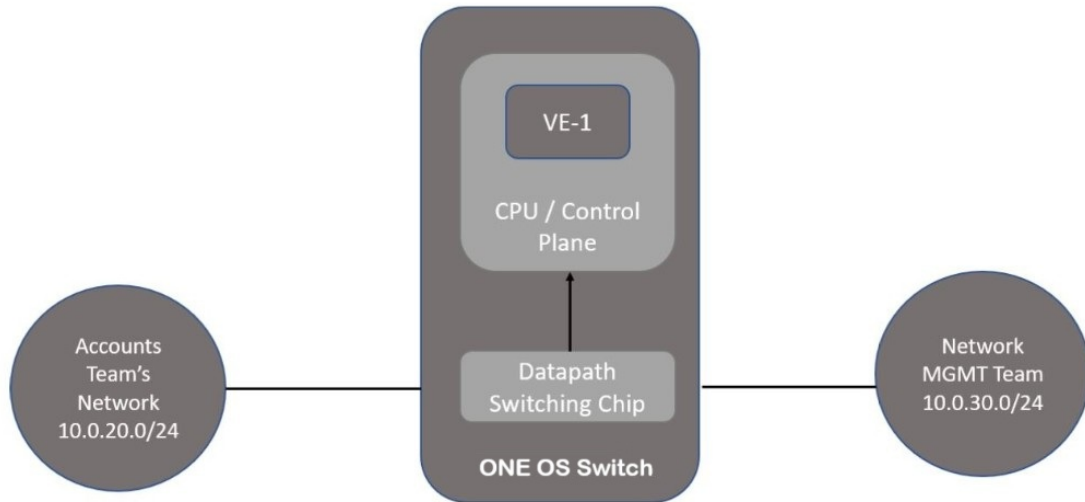 VE-1
CPU / Control
Plane
Accounts
Team's
Network
10.0.20.0/24
Datapath
Switching Chip
ONE OS Switch
Network
MGMT Team
10.0.30.0/24